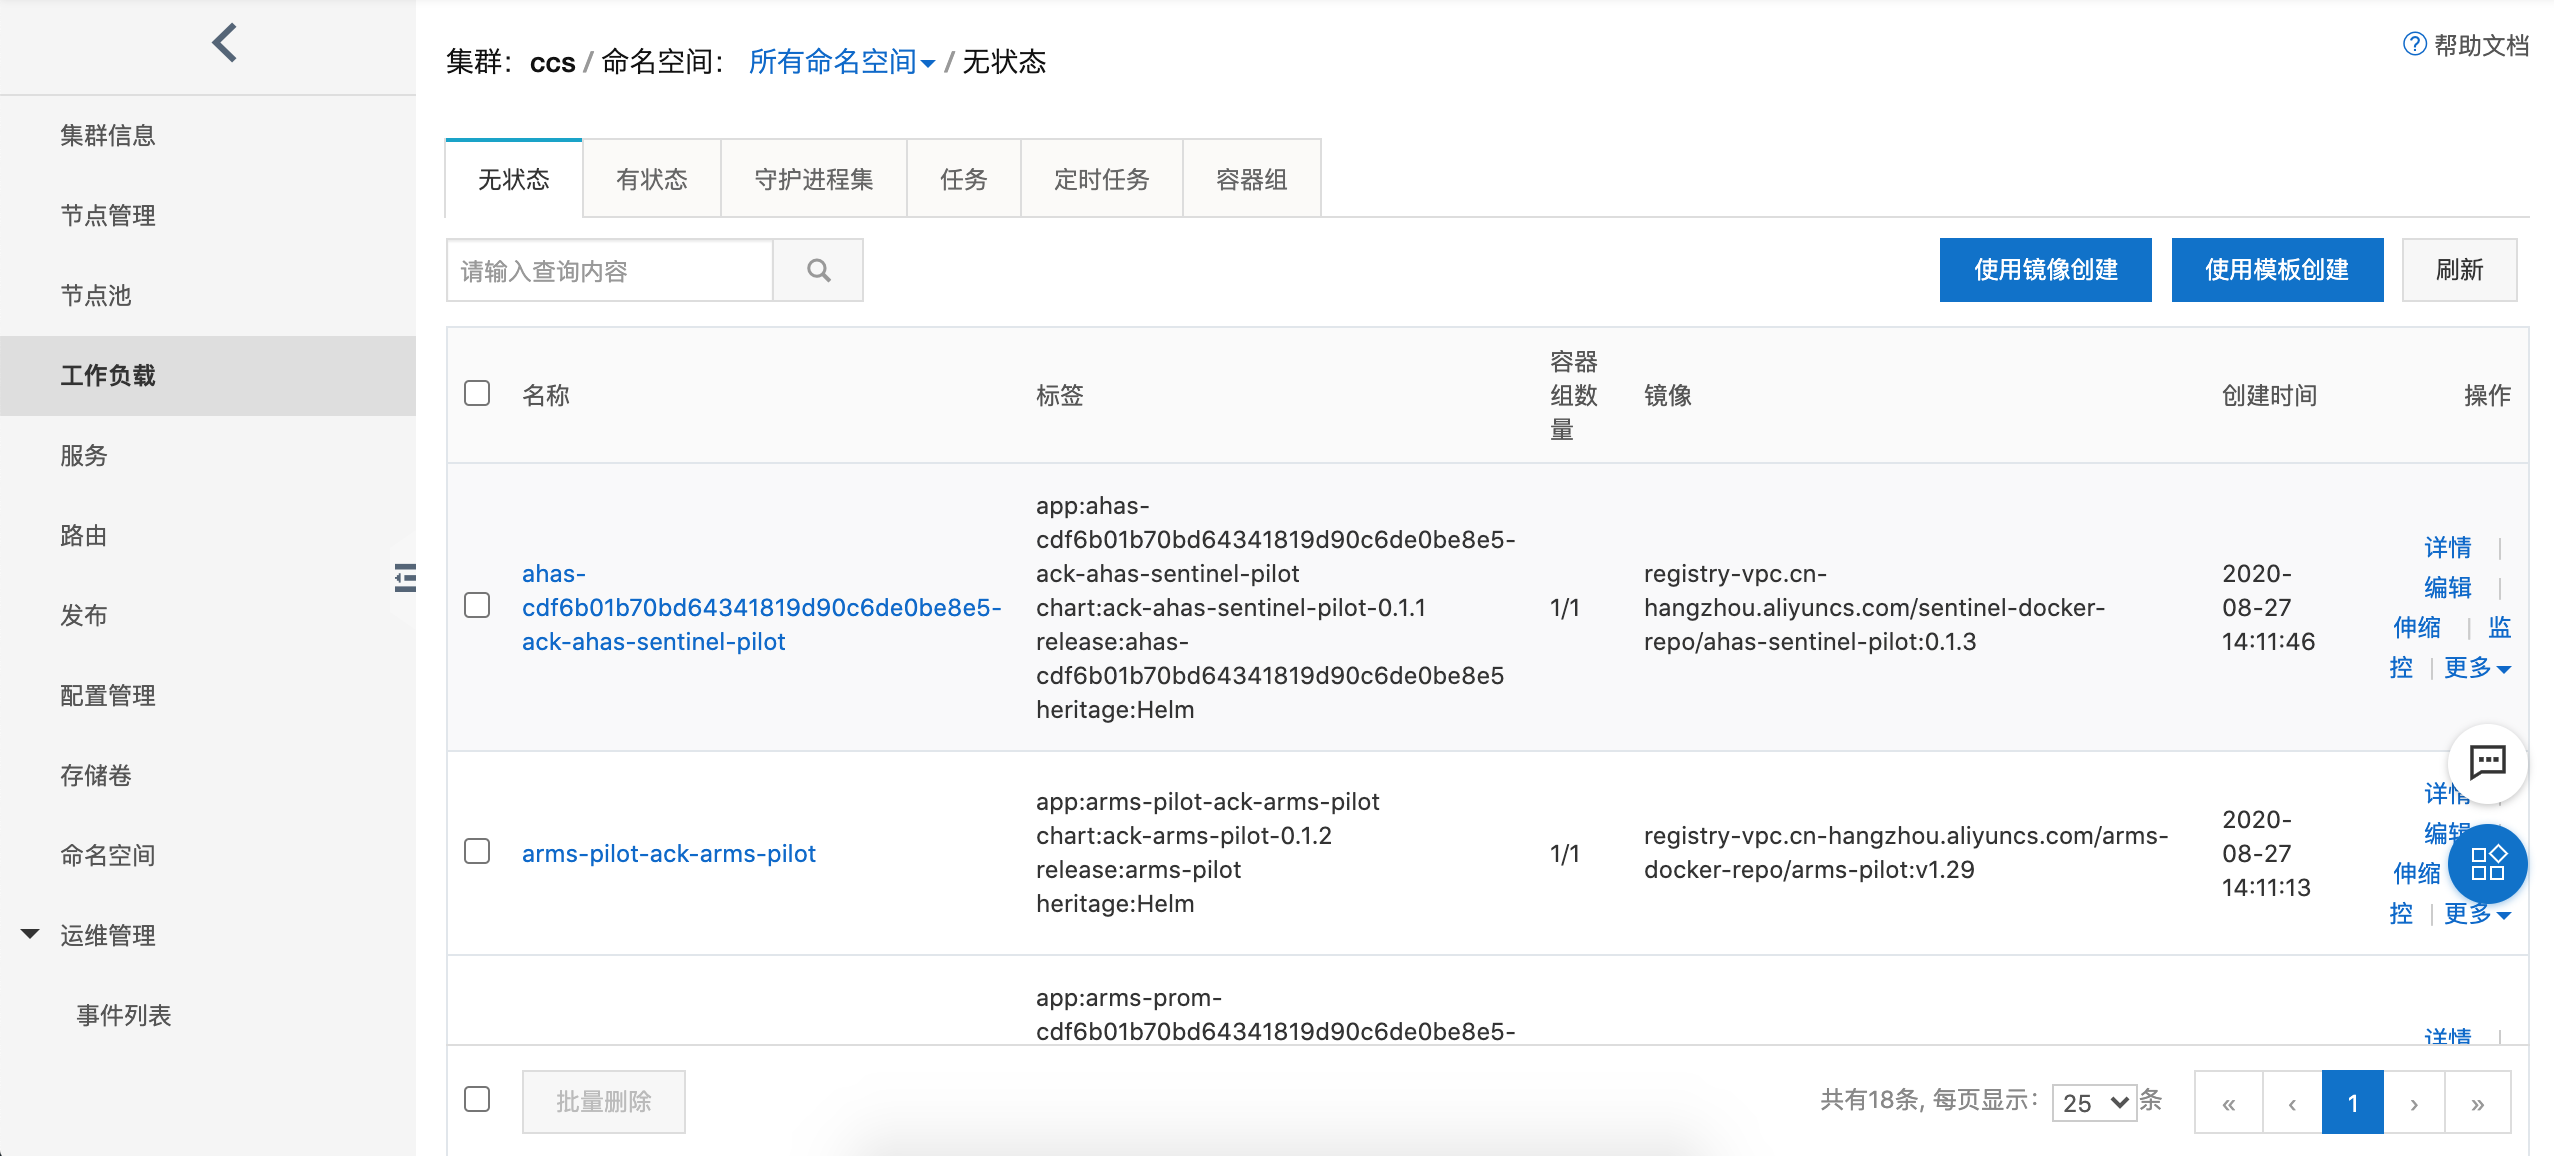 集群： ccs / 命名空间： 所有命名空间 / 无状态
帮助文档
集群信息
节点管理
节点池
工作负载
服务
路由
发布
配置管理
存储卷
命名空间
运维管理
事件列表
无状态
有状态
守护进程集
任务
定时任务
容器组
请输入查询内容
使用镜像创建
使用模板创建
刷新
名称
标签
容器
组数
量
镜像
创建时间
操作
ahas-
cdf6b01b70bd64341819d90c6de0be8e5-
ack-ahas-sentinel-pilot
app:ahas-
cdf6b01b70bd64341819d90c6de0be8e5-
ack-ahas-sentinel-pilot
chart:ack-ahas-sentinel-pilot-0.1.1
release:ahas-
cdf6b01b70bd64341819d90c6de0be8e5
heritage:Helm
1/1
registry-vpc.cn-
hangzhou.aliyuncs.com/sentinel-docker-
repo/ahas-sentinel-pilot:0.1.3
2020-
08-27
14:11:46
详情 |
编辑 |
伸缩 | 监
控 | 更多
arms-pilot-ack-arms-pilot
app:arms-pilot-ack-arms-pilot
chart:ack-arms-pilot-0.1.2
release:arms-pilot
heritage:Helm
1/1
registry-vpc.cn-hangzhou.aliyuncs.com/arms-
docker-repo/arms-pilot:v1.29
2020-
08-27
14:11:13
详情
编辑
伸缩
控 | 更多
app:arms-prom-
cdf6b01b70bd64341819d90c6de0be8e5-
详情 |
批量删除
共有18条, 每页显示： 25 条
« ‹ 1 › »